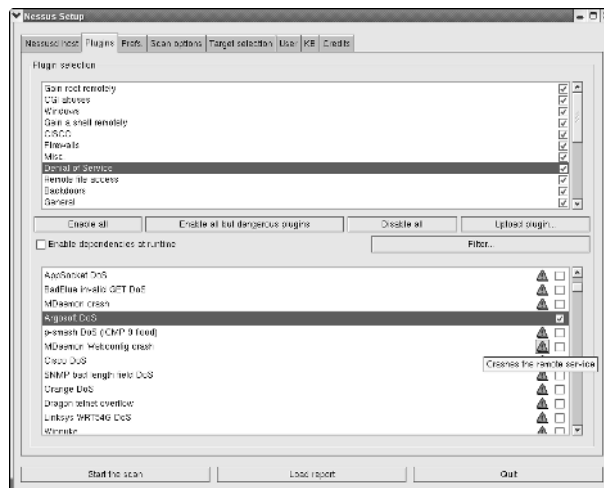 Nessus Setup
Nessusd host Plugins Prefs. Scan options Target selection User KB Credits
Plugin selection
Gain root remotely
CGI abuses
Windows
Gain a shell remotely
CISCO
Firewalls
Misc.
Denial of Service
Remote file access
Backdoors
General
Enable all Enable all but dangerous plugins Disable all Upload plugin...
Enable dependencies at runtime Filter...
AppSocket DoS
BadBlue invalid GET DoS
MDaemon crash
Argosoft DoS
p-smash DoS (ICMP 9 flood)
MDaemon Webconfig crash
Cisco DoS
Crashes the remote service
SNMP bad length field DoS
Orange DoS
Dragon telnet overflow
Linksys WRT54G DoS
Winnuke
Start the scan Load report Quit